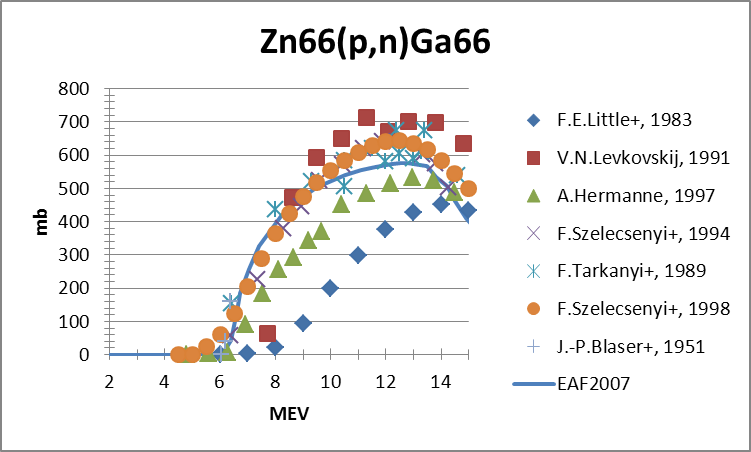 Zn66(p,n)Ga66
800
700
600
500
400
300
200
100
0
mb
2 4 6 8 10 12 14
MEV
F.E.Little+, 1983
V.N.Levkovskij, 1991
A.Hermanne, 1997
F.Szelecsenyi+, 1994
F.Tarkanyi+, 1989
F.Szelecsenyi+, 1998
J.-P.Blaser+, 1951
EAF2007